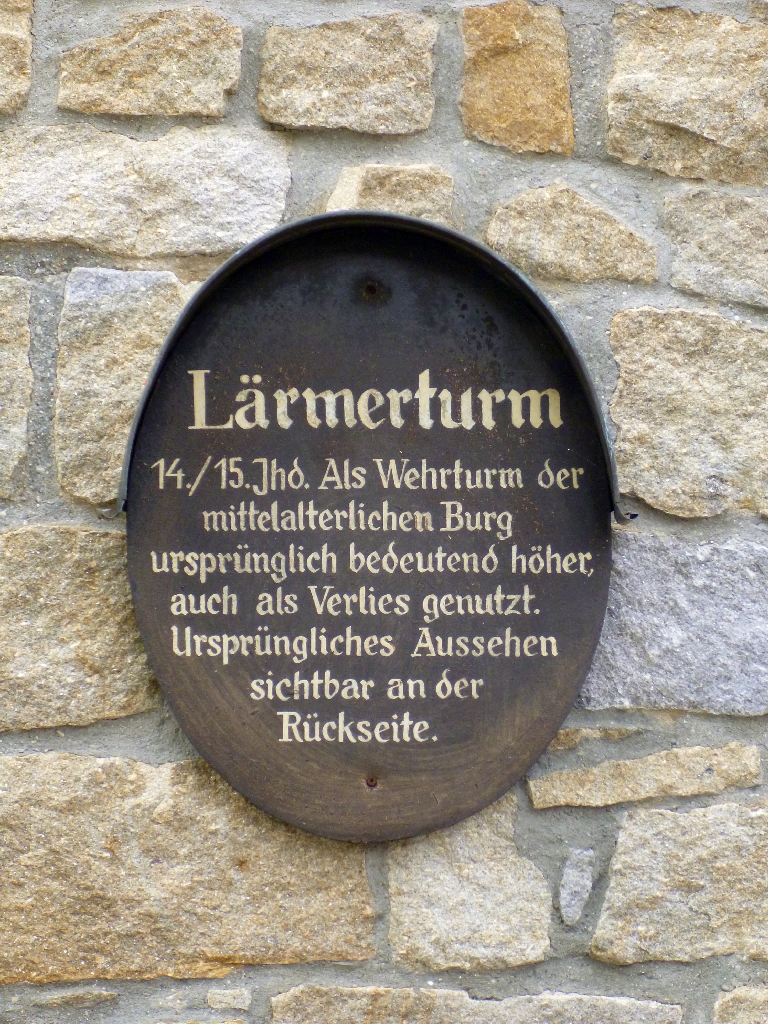 Lärmerturm
14./15.Jhd. Als Wehrturm der
mittelalterlichen Burg
ursprünglich bedeutend höher,
auch als Verlies genutzt.
Ursprüngliches Aussehen
sichtbar an der
Rückseite.